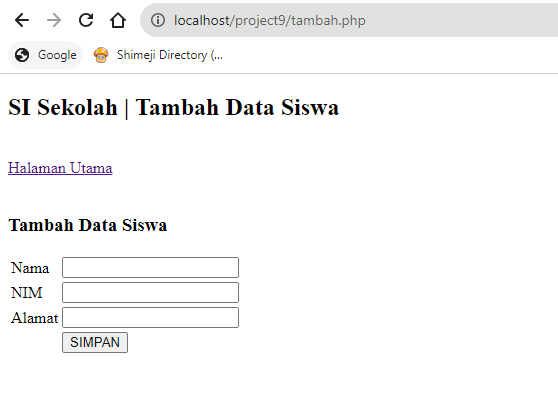 localhost/project9/tambah.php
Google Shimeji Directory (...
SI Sekolah | Tambah Data Siswa
Halaman Utama
Tambah Data Siswa
Nama
NIM
Alamat
SIMPAN